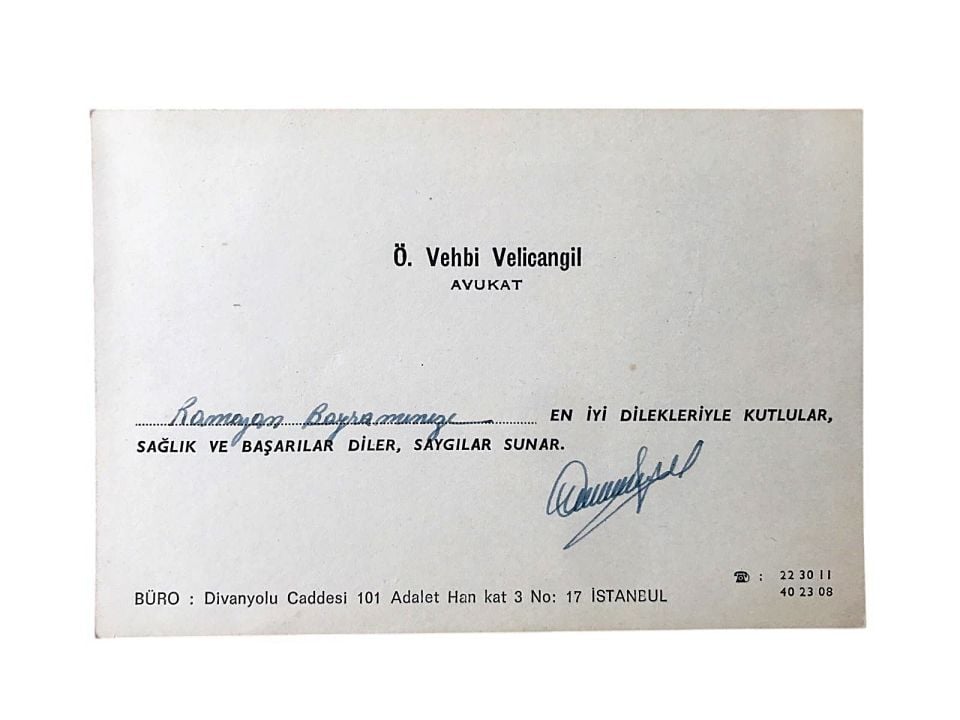 Ö. Vehbi Velicangil
AVUKAT
Ramazan Bayramınızı EN İYİ DİLEKLERİYLE KUTLULAR,
SAĞLIK VE BAŞARILAR DİLER, SAYGILAR SUNAR.
☎ : 22 30 11
40 23 08
BÜRO : Divanyolu Caddesi 101 Adalet Han kat 3 No: 17 İSTANBUL